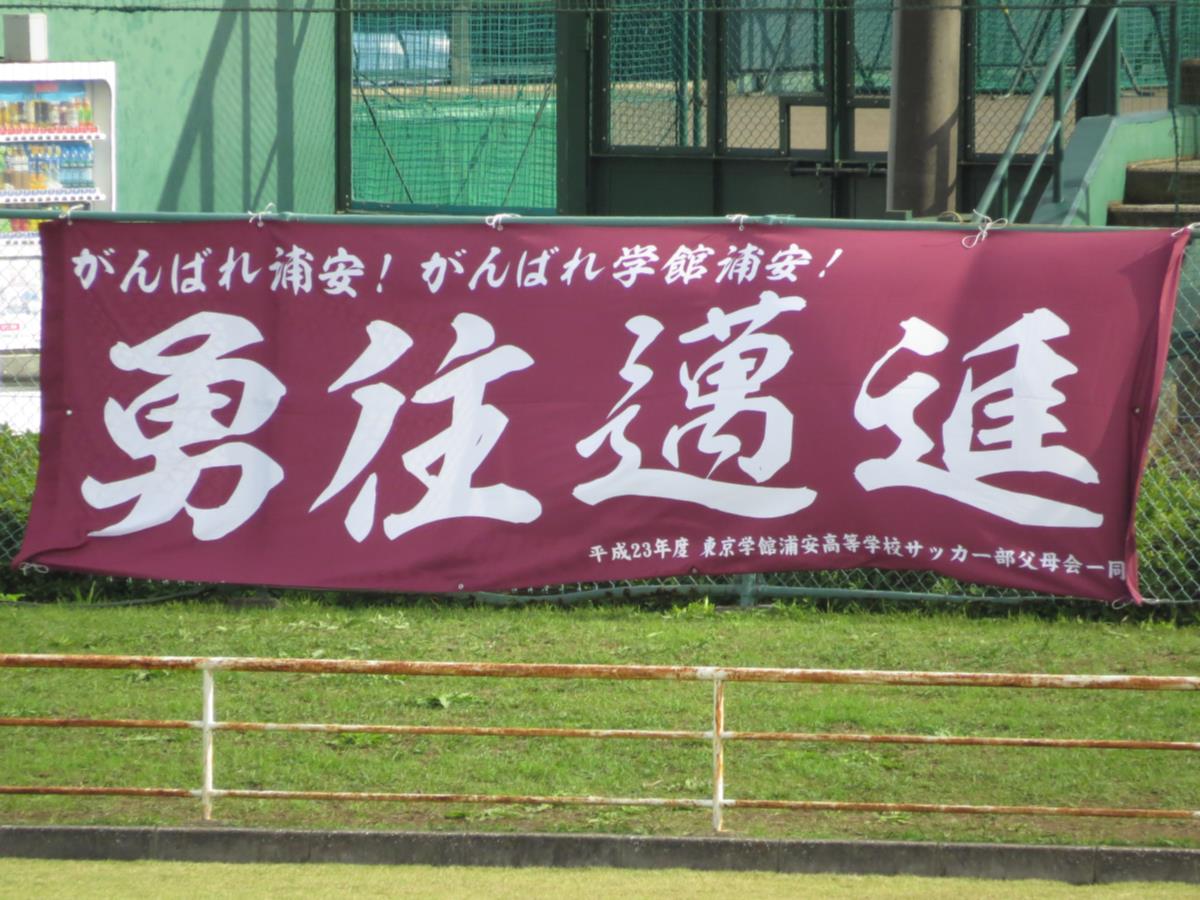 がんばれ浦安！がんばれ学館浦安！
勇往邁進
平成23年度 東京学館浦安高等学校サッカー部父母会一同